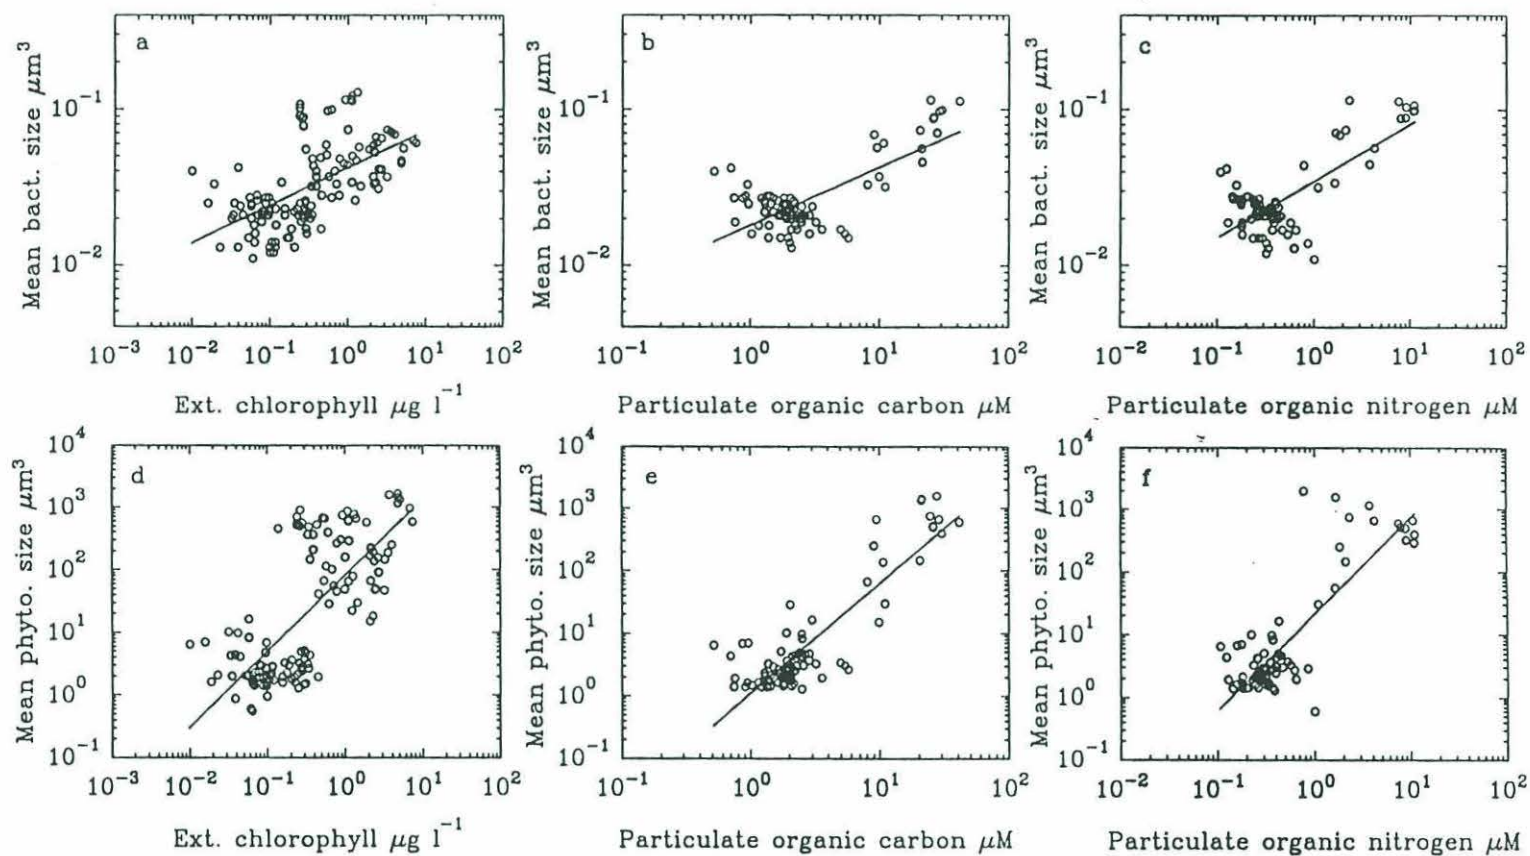 a
Mean bact. size μm³
10⁻¹
10⁻²
10⁻³ 10⁻² 10⁻¹ 10⁰ 10¹ 10²
Ext. chlorophyll μg l⁻¹
b
Mean bact. size μm³
10⁻¹
10⁻²
10⁰ 10¹ 10²
Particulate organic carbon μM
c
Mean bact. size μm³
10⁻¹
10⁻²
10⁻² 10⁻¹ 10⁰ 10¹ 10²
Particulate organic nitrogen μM
d
Mean phyto. size μm³
10⁴
10³
10²
10¹
10⁰
10⁻¹
10⁻³ 10⁻² 10⁻¹ 10⁰ 10¹ 10²
Ext. chlorophyll μg l⁻¹
e
Mean phyto. size μm³
10⁴
10³
10²
10¹
10⁰
10⁻¹
10⁻¹ 10⁰ 10¹ 10²
Particulate organic carbon μM
f
Mean phyto. size μm³
10⁴
10³
10²
10¹
10⁰
10⁻¹
10⁻² 10⁻¹ 10⁰ 10¹ 10²
Particulate organic nitrogen μM